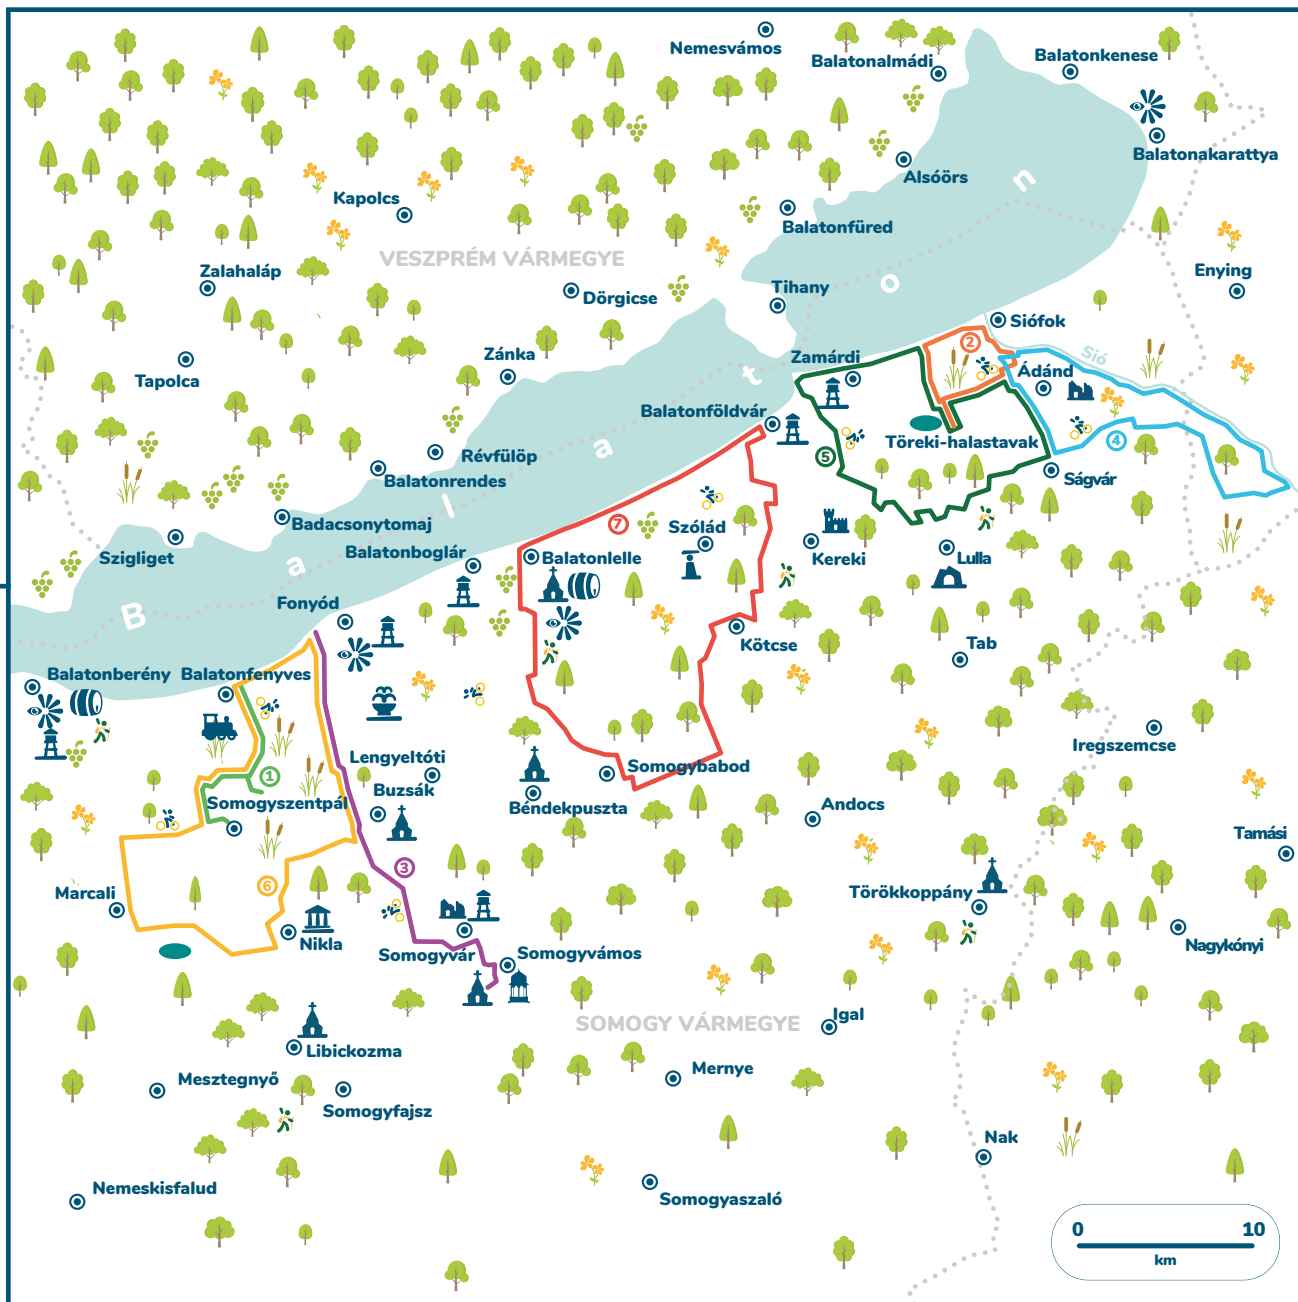 Nemesvámos
Balatonalmádi
Balatonkenese
Balatonakarattya
Alsóörs
Kapolcs
Balatonfüred
VESZPRÉM VÁRMEGYE
Zalahaláp
Enying
Dörgicse
Tihany
Siófok
Sió
Zánka
Zamárdi
2
Ádánd
Tapolca
Balatonföldvár
Töreki-halastavak
4
5
Révfülöp
Balatonrendes
Ságvár
B a l a t o n
Badacsonytomaj
7
Szólád
Szigliget
Balatonboglár
Balatonlelle
Kereki
Lulla
Fonyód
Kötcse
Tab
Balatonberény
Balatonfenyves
Iregszemcse
Lengyeltóti
Somogybabod
1
Buzsák
Somogyszentpál
Béndekpuszta
Andocs
Tamási
3
6
Marcali
Törökkoppány
Nikla
Somogyvár
Somogyvámos
Nagykónyi
SOMOGY VÁRMEGYE
Igal
Libickozma
Mesztegnyő
Mernye
Somogyfajsz
Nak
Nemeskisfalud
Somogyaszaló
0 10
km